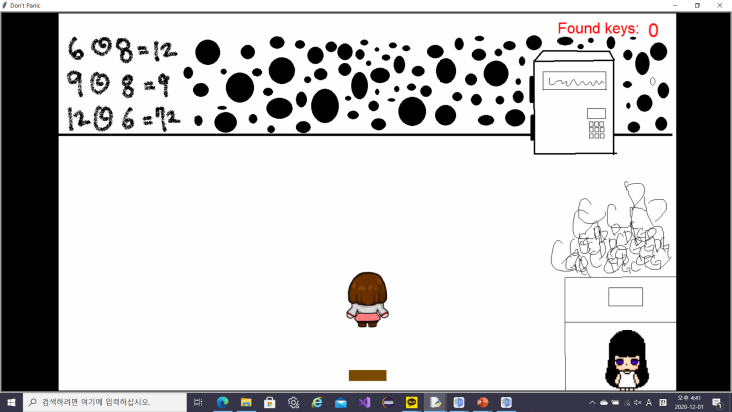 Don't Panic
Found keys: 0
6 ㉧ 8 = 12
9 ㉧ 8 = 9
12 ㉧ 6 = 72
검색하려면 여기에 입력하십시오.
A
오후 4:41
2020-12-01